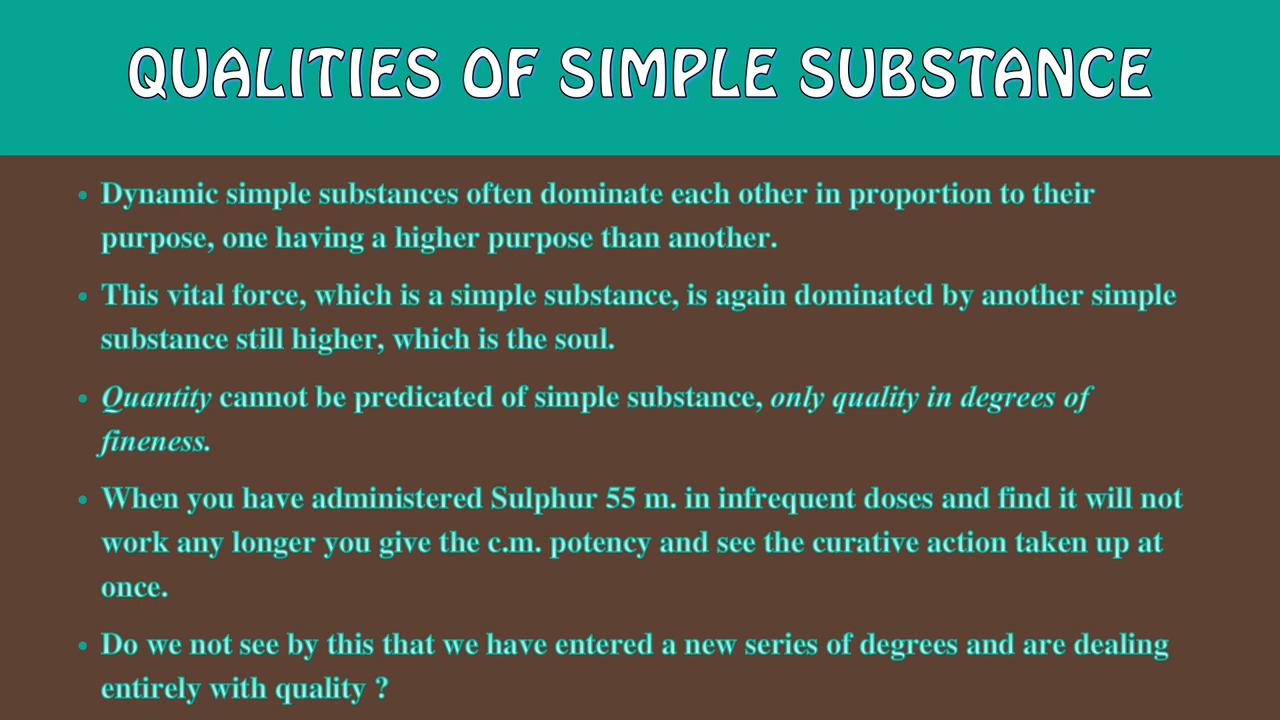 QUALITIES OF SIMPLE SUBSTANCE
• Dynamic simple substances often dominate each other in proportion to their
purpose, one having a higher purpose than another.
• This vital force, which is a simple substance, is again dominated by another simple
substance still higher, which is the soul.
• Quantity cannot be predicated of simple substance, only quality in degrees of
fineness.
• When you have administered Sulphur 55 m. in infrequent doses and find it will not
work any longer you give the c.m. potency and see the curative action taken up at
once.
• Do we not see by this that we have entered a new series of degrees and are dealing
entirely with quality ?